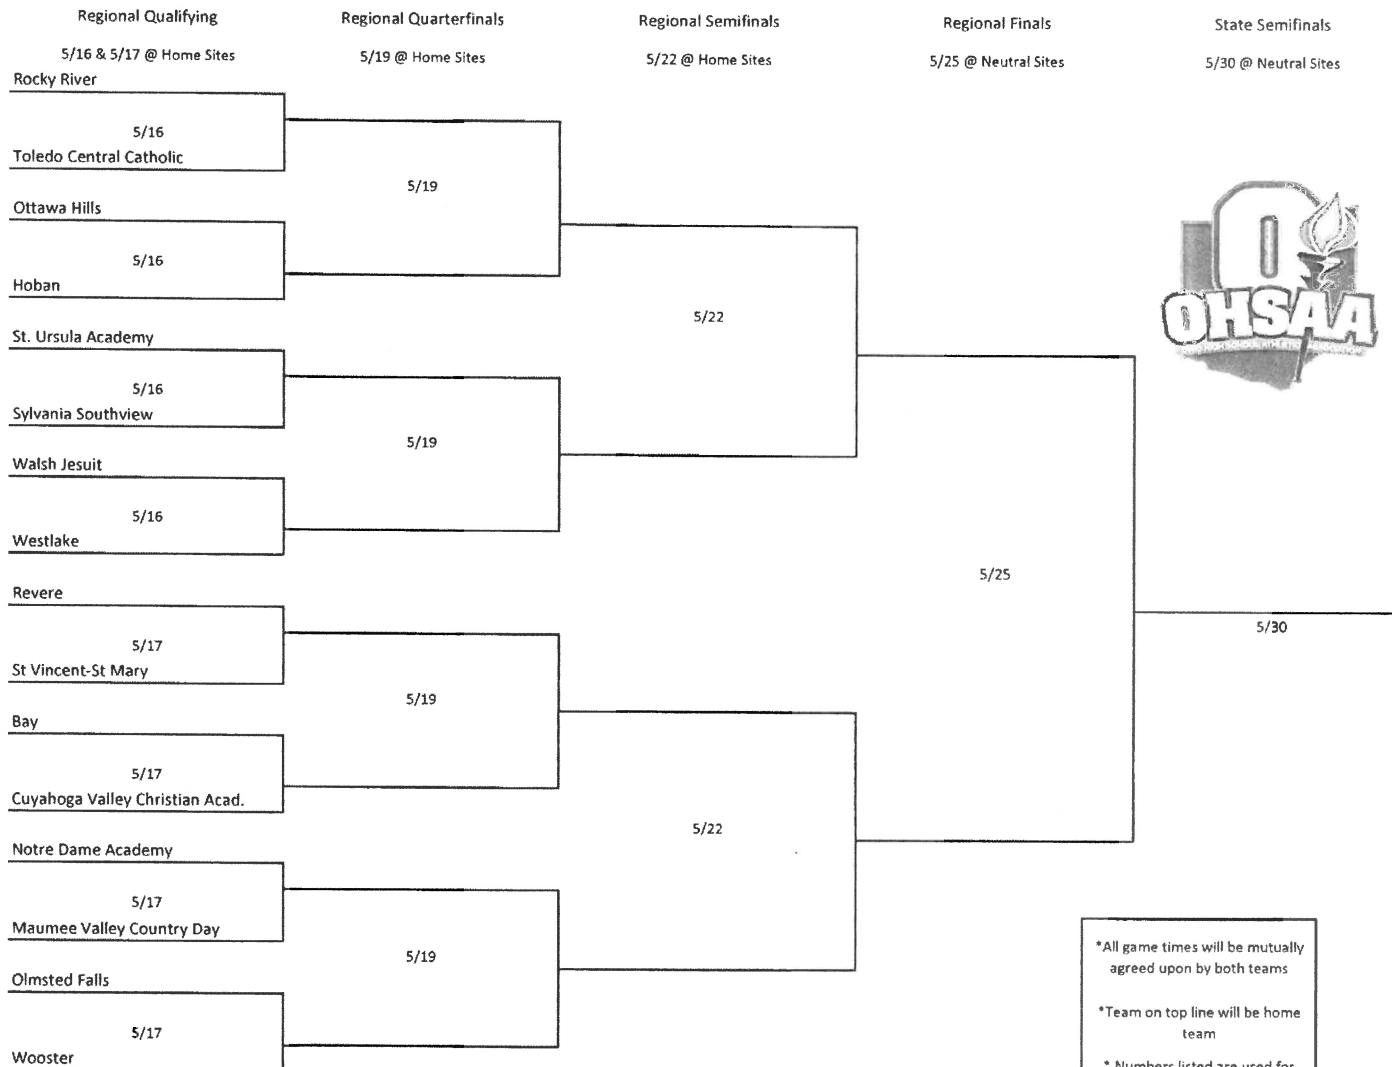 Regional Qualifying
Regional Quarterfinals
Regional Semifinals
Regional Finals
State Semifinals
5/16 & 5/17 @ Home Sites
5/19 @ Home Sites
5/22 @ Home Sites
5/25 @ Neutral Sites
5/30 @ Neutral Sites
Rocky River
5/16
Toledo Central Catholic
5/19
Ottawa Hills
5/16
Hoban
5/22
OHSAA
St. Ursula Academy
5/16
Sylvania Southview
5/19
Walsh Jesuit
5/16
Westlake
5/25
Revere
5/30
5/17
St Vincent-St Mary
5/19
Bay
5/17
Cuyahoga Valley Christian Acad.
5/22
Notre Dame Academy
5/17
Maumee Valley Country Day
5/19
Olmsted Falls
5/17
Wooster
*All game times will be mutually
agreed upon by both teams
*Team on top line will be home
team
* Numbers listed are used for